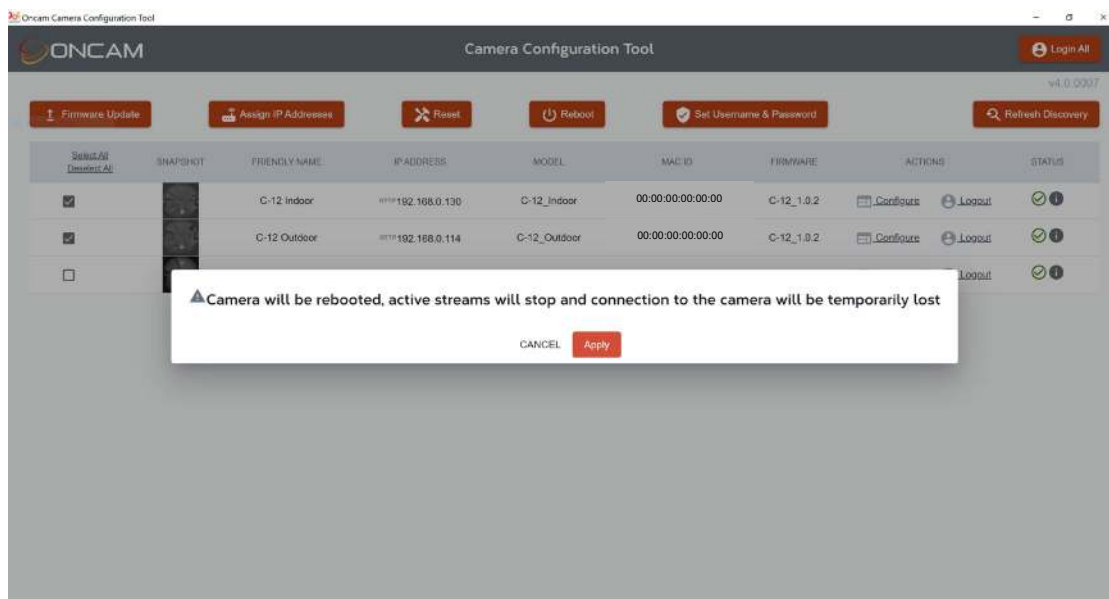 Oncam Camera Configuration Tool
ONCAM
Camera Configuration Tool
Login All
v4.0.0007
Firmware Update
Assign IP Addresses
Reset
Reboot
Set Username & Password
Refresh Discovery
Select All
Deselect All
SNAPSHOT
FRIENDLY NAME
IP ADDRESS
MODEL
MAC ID
FIRMWARE
ACTIONS
STATUS
C-12 Indoor
192.168.0.130
C-12_Indoor
00:00:00:00:00:00
C-12_1.0.2
Configure
Logout
C-12 Outdoor
192.168.0.114
C-12_Outdoor
00:00:00:00:00:00
C-12_1.0.2
Configure
Logout
Logout
Camera will be rebooted, active streams will stop and connection to the camera will be temporarily lost
CANCEL
Apply